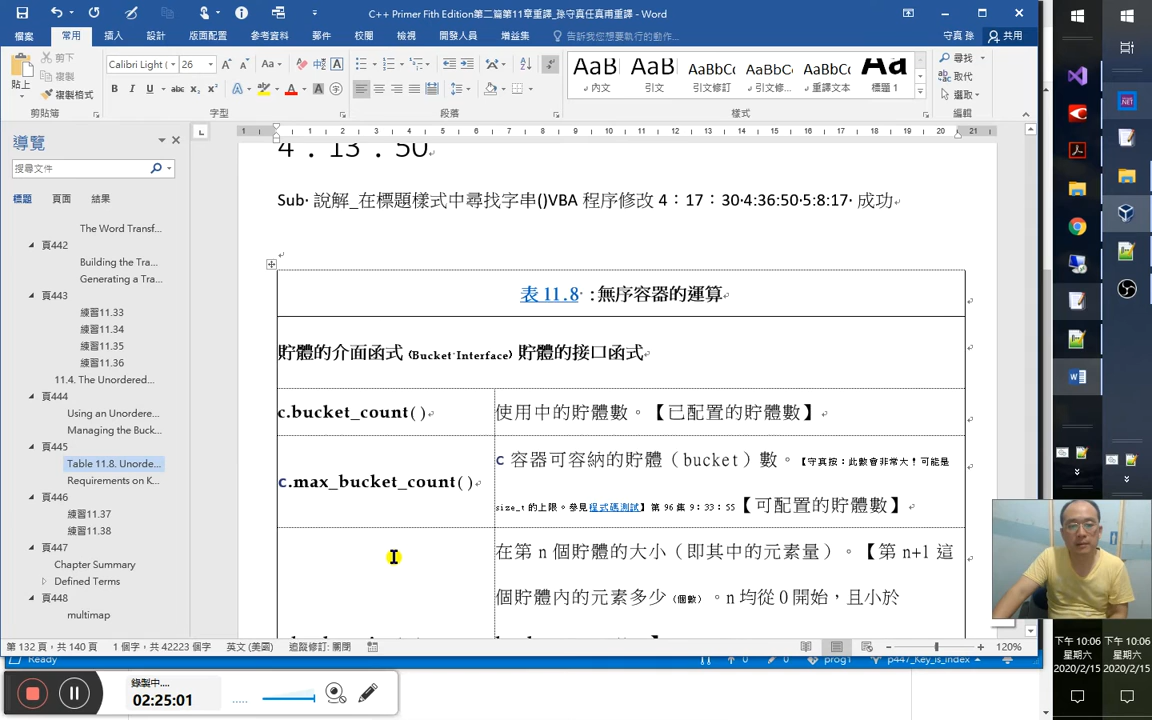 C++ Primer Fith Edition第二篇第11章重譯_孫守真任真甫重譯 - Word
檔案 常用 插入 設計 版面配置 參考資料 郵件 校閱 檢視 開發人員 增益集 告訴我您想要執行的動作... 守真 孫 共用
貼上 剪下 複製 複製格式
Calibri Light ( 26
AaB AaB AaBbCc AaBbCc AaBbCc Aa
內文 引文 引文修訂 引文修... 重譯文本 標題 1
尋找 取代 選取
剪貼簿 字型 段落 樣式 編輯
導覽
搜尋文件
標題 頁面 結果
The Word Transf...
頁442
Building the Tra...
Generating a Tra...
頁443
練習11.33
練習11.34
練習11.35
練習11.36
11.4. The Unordered...
頁444
Using an Unordere...
Managing the Buck...
頁445
Table 11.8. Unorde...
Requirements on K...
頁446
練習11.37
練習11.38
頁447
Chapter Summary
Defined Terms
頁448
multimap
4：13：50
Sub 說解_在標題樣式中尋找字串()VBA 程序修改 4：17：30 4:36:50 5:8:17 成功
表 11.8 :無序容器的運算
貯體的介面函式 (Bucket Interface) 貯體的接口函式
c.bucket_count( )
使用中的貯體數。【已配置的貯體數】
c.max_bucket_count( )
c 容器可容納的貯體（bucket）數。【守真按：此數會非常大！可能是
size_t 的上限。參見程式碼測試】第 96 集 9：33：55【可配置的貯體數】
在第 n 個貯體的大小（即其中的元素量）。【第 n+1 這
個貯體內的元素多少（個數）。n 均從 0 開始，且小於
第 132 頁，共 140 頁 1 個字，共 42223 個字 英文 (美國) 追蹤修訂: 關閉 120%
Ready prog1 p447_Key_is_index
錄製中....
02:25:01
下午 10:06
星期六
2020/2/15
下午 10:06
星期六
2020/2/15